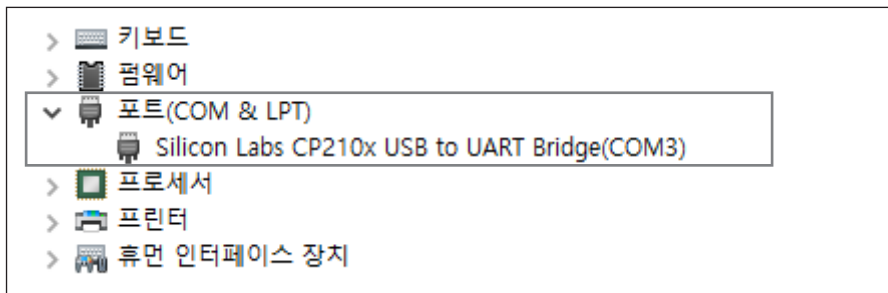 키보드
펌웨어
포트(COM & LPT)
Silicon Labs CP210x USB to UART Bridge(COM3)
프로세서
프린터
휴먼 인터페이스 장치